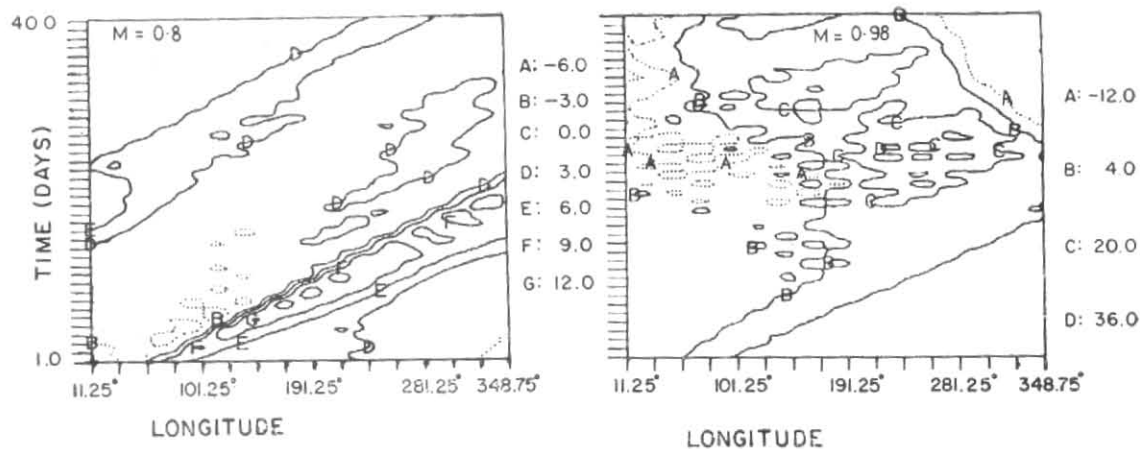 40 0
M = 0·8
TIME (DAYS)
1.0
11.25° 101.25° 191.25° 281.25° 348.75°
LONGITUDE
A: -6.0
B: -3.0
C: 0.0
D: 3.0
E: 6.0
F: 9.0
G: 12.0
M = 0·98
11.25° 101.25° 191.25° 281.25° 348.75°
LONGITUDE
A: -12.0
B: 4.0
C: 20.0
D: 36.0